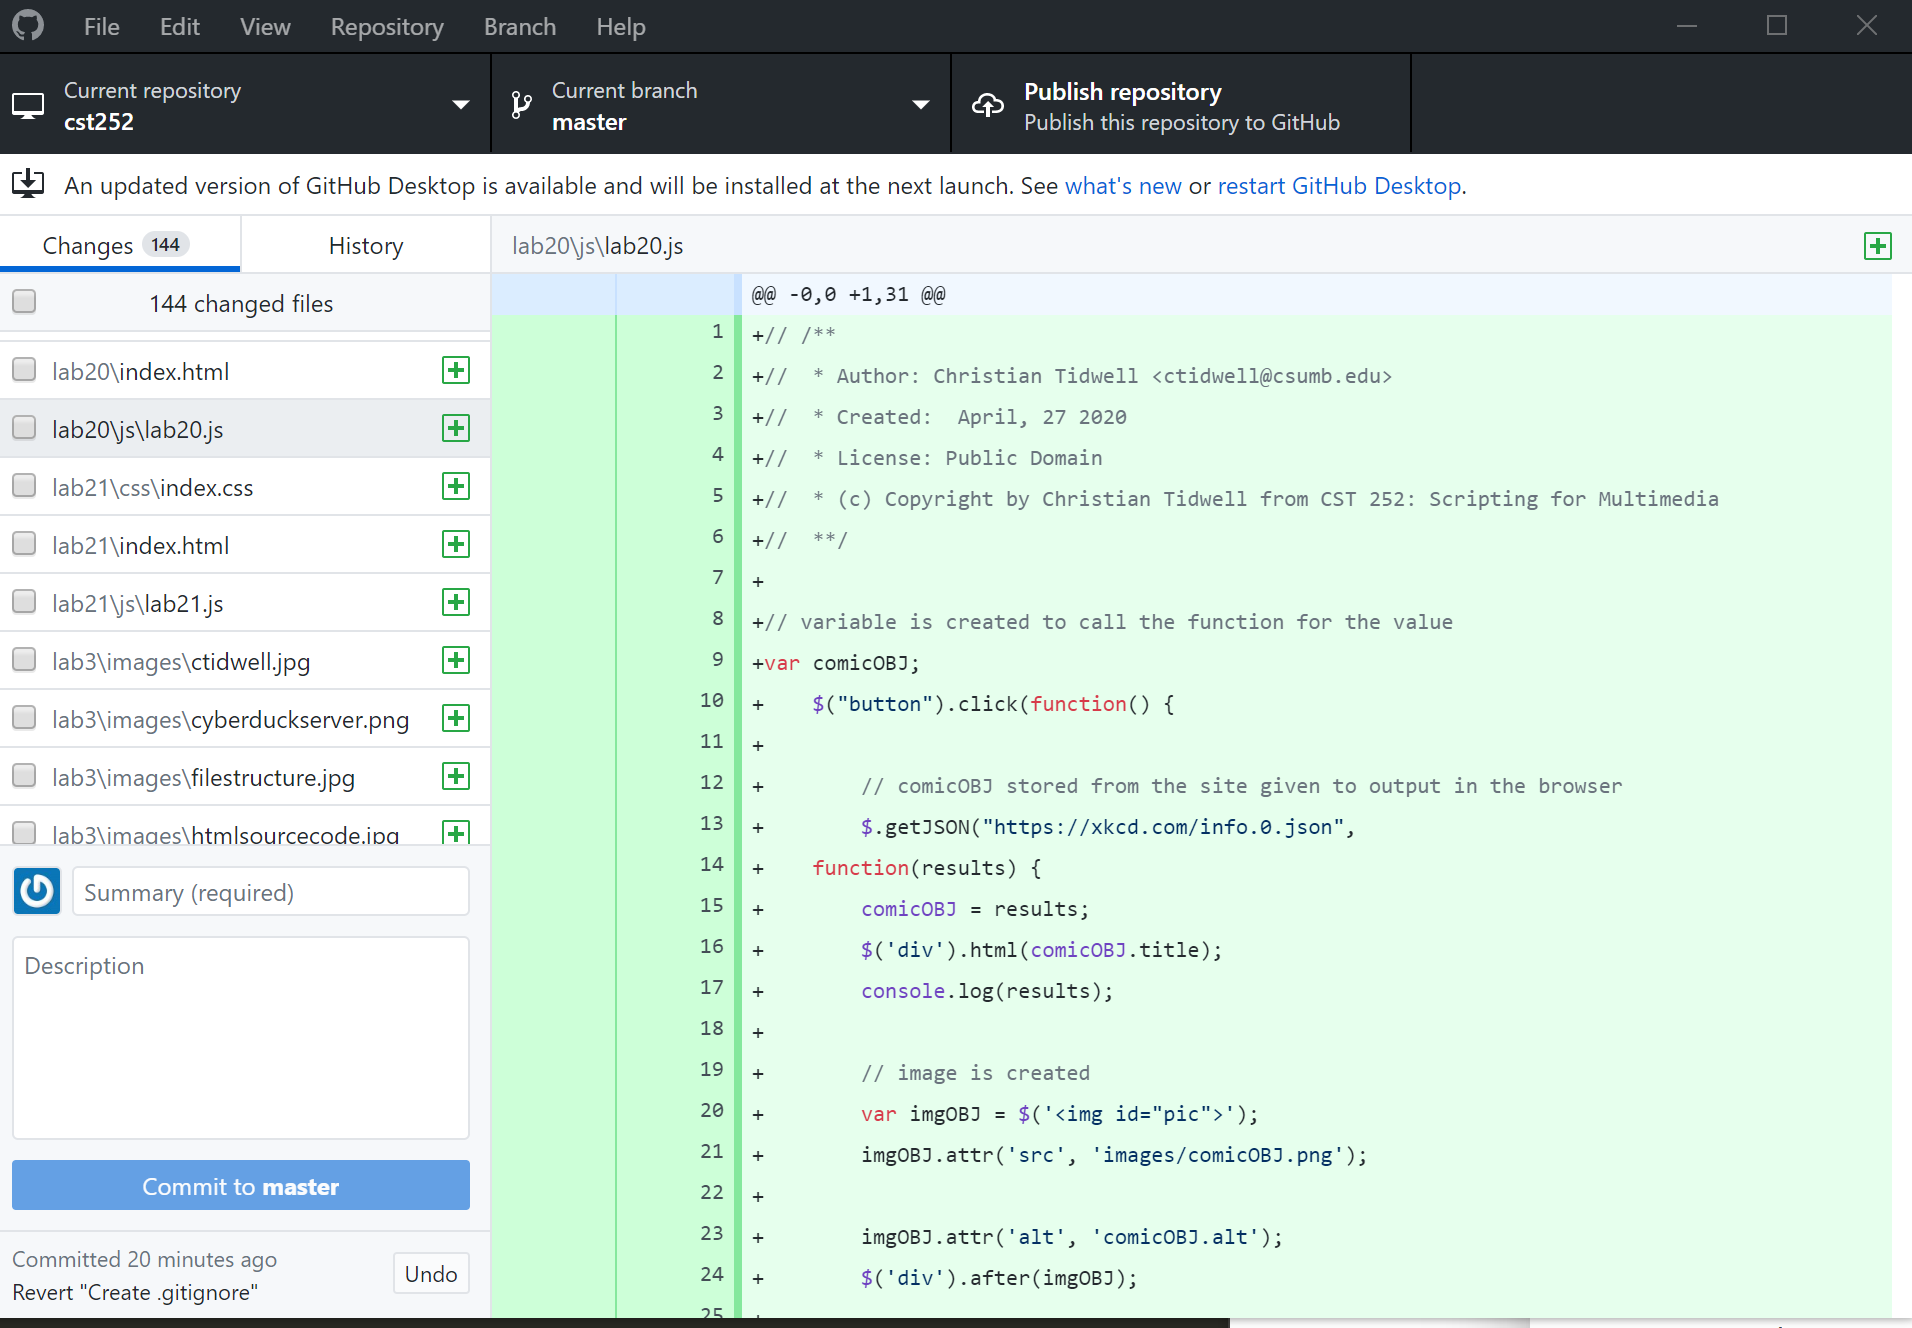 File Edit View Repository Branch Help
Current repository
cst252
Current branch
master
Publish repository
Publish this repository to GitHub
An updated version of GitHub Desktop is available and will be installed at the next launch. See what's new or restart GitHub Desktop.
Changes 144
History
144 changed files
lab20\index.html
lab20\js\lab20.js
lab21\css\index.css
lab21\index.html
lab21\js\lab21.js
lab3\images\ctidwell.jpg
lab3\images\cyberduckserver.png
lab3\images\filestructure.jpg
lab3\images\htmlsourcecode.jpg
Summary (required)
Description
Commit to master
Committed 20 minutes ago
Revert "Create .gitignore"
Undo
lab20\js\lab20.js
@@ -0,0 +1,31 @@
1 +// /**
2 +//  * Author: Christian Tidwell <ctidwell@csumb.edu>
3 +//  * Created:  April, 27 2020
4 +//  * License: Public Domain
5 +//  * (c) Copyright by Christian Tidwell from CST 252: Scripting for Multimedia
6 +//  **/
7 +
8 +// variable is created to call the function for the value
9 +var comicOBJ;
10 +    $("button").click(function() {
11 +
12 +        // comicOBJ stored from the site given to output in the browser
13 +        $.getJSON("https://xkcd.com/info.0.json",
14 +    function(results) {
15 +        comicOBJ = results;
16 +        $('div').html(comicOBJ.title);
17 +        console.log(results);
18 +
19 +        // image is created
20 +        var imgOBJ = $('<img id="pic">');
21 +        imgOBJ.attr('src', 'images/comicOBJ.png');
22 +
23 +        imgOBJ.attr('alt', 'comicOBJ.alt');
24 +        $('div').after(imgOBJ);
25 +